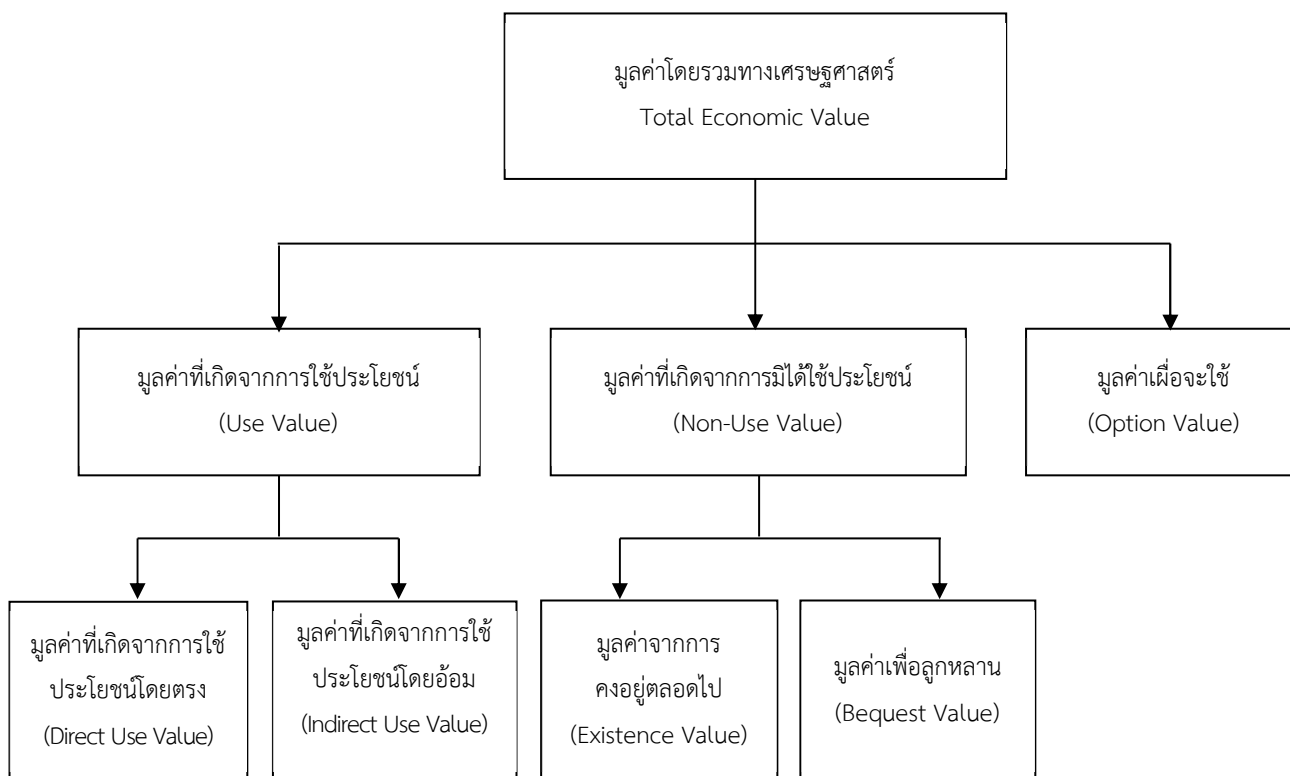 มูลค่าโดยรวมทางเศรษฐศาสตร์
Total Economic Value
มูลค่าที่เกิดจากการใช้ประโยชน์
(Use Value)
มูลค่าที่เกิดจากการมิได้ใช้ประโยชน์
(Non-Use Value)
มูลค่าเผื่อจะใช้
(Option Value)
มูลค่าที่เกิดจากการใช้
ประโยชน์โดยตรง
(Direct Use Value)
มูลค่าที่เกิดจากการใช้
ประโยชน์โดยอ้อม
(Indirect Use Value)
มูลค่าจากการ
คงอยู่ตลอดไป
(Existence Value)
มูลค่าเพื่อลูกหลาน
(Bequest Value)